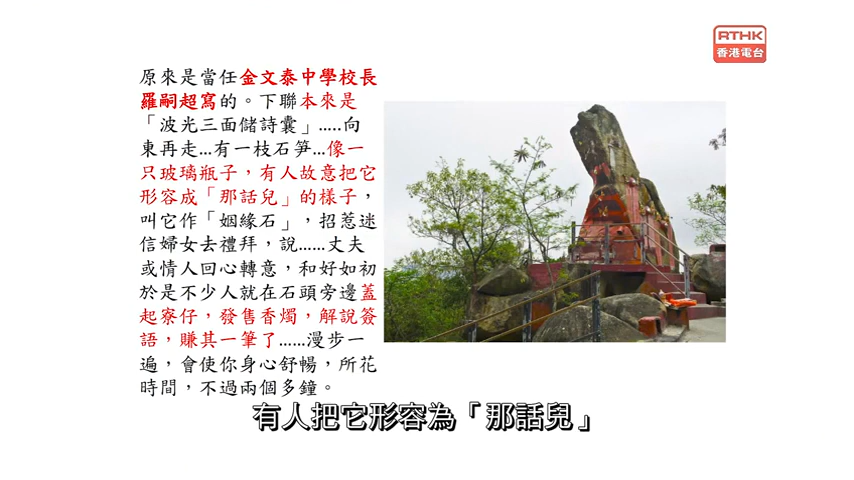 RTHK
香港電台
原來是當任金文泰中學校長
羅嗣超寫的。下聯本來是
「波光三面儲詩囊」.....向
東再走...有一枝石笋...像一
只玻璃瓶子，有人故意把它
形容成「那話兒」的樣子，
叫它作「姻緣石」，招惹迷
信婦女去禮拜，說......丈夫
或情人回心轉意，和好如初
於是不少人就在石頭旁邊蓋
起寮仔，發售香燭，解說簽
語，賺其一筆了......漫步一
遍，會使你身心舒暢，所花
時間，不過兩個多鐘。
有人把它形容為「那話兒」